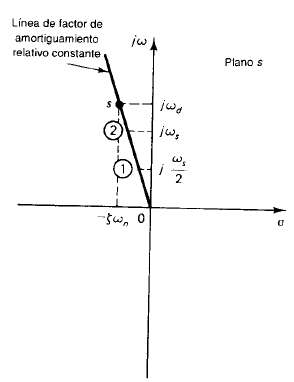 Línea de factor de
amortiguamiento
relativo constante
jω
Plano s
s
jω_d
2
jω_s
1
j ω_s/2
−ζω_n
0
σ